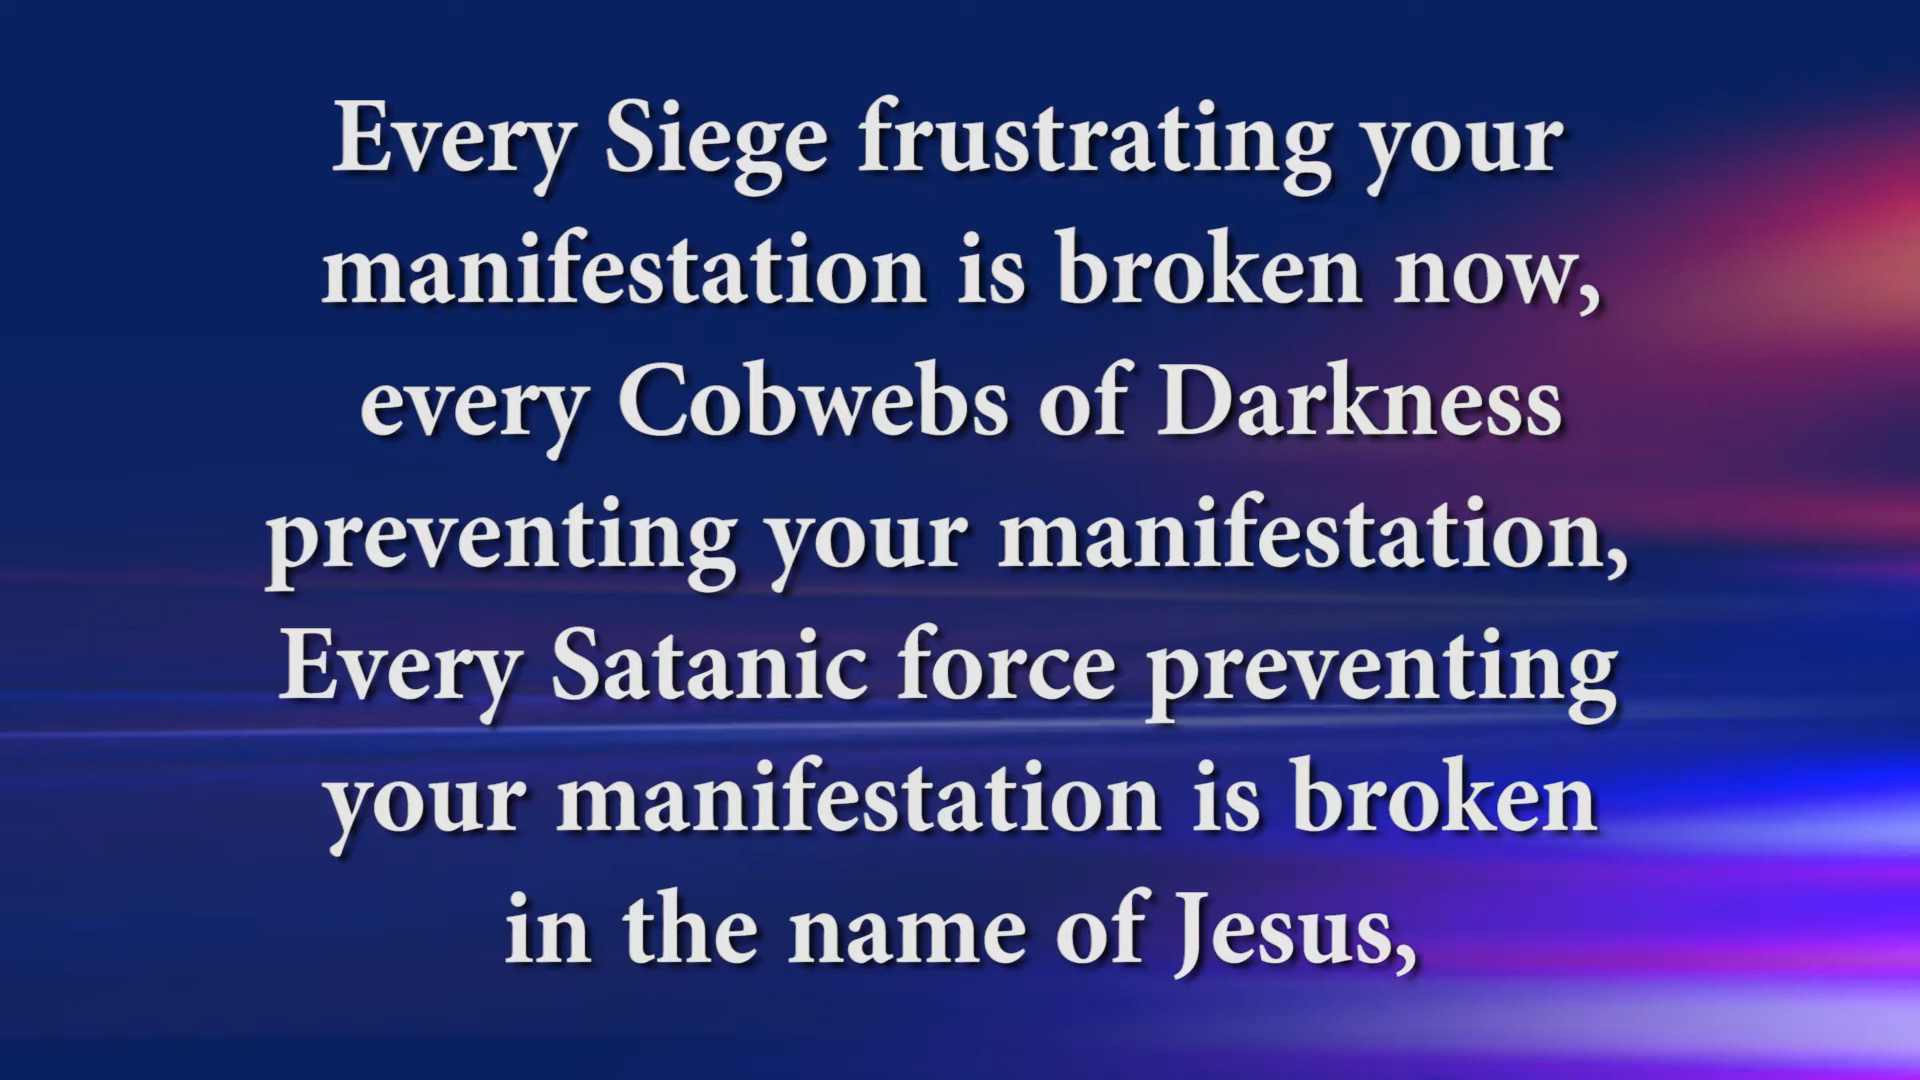 Every Siege frustrating your
manifestation is broken now,
every Cobwebs of Darkness
preventing your manifestation,
Every Satanic force preventing
your manifestation is broken
in the name of Jesus,